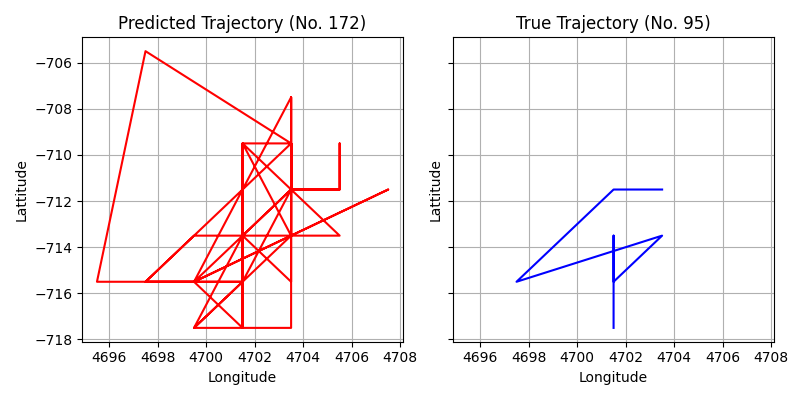 Predicted Trajectory (No. 172)
True Trajectory (No. 95)
Lattitude
−706
−708
−710
−712
−714
−716
−718
4696 4698 4700 4702 4704 4706 4708
Longitude
Lattitude
4696 4698 4700 4702 4704 4706 4708
Longitude